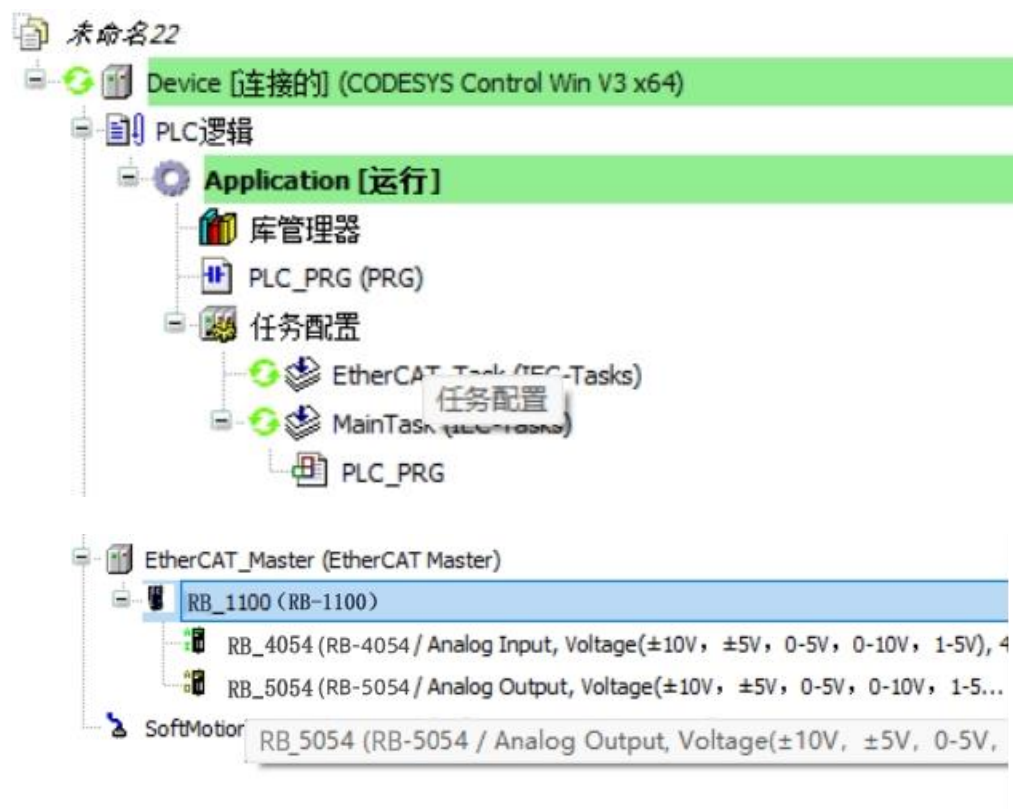 未命名22
Device [连接的] (CODESYS Control Win V3 x64)
PLC逻辑
Application [运行]
库管理器
PLC_PRG (PRG)
任务配置
EtherCAT_Task (IEC-Tasks)
任务配置
MainTask (IEC-Tasks)
PLC_PRG
EtherCAT_Master (EtherCAT Master)
RB_1100 (RB-1100)
RB_4054 (RB-4054 / Analog Input, Voltage(±10V, ±5V, 0-5V, 0-10V, 1-5V), 4
RB_5054 (RB-5054 / Analog Output, Voltage(±10V, ±5V, 0-5V, 0-10V, 1-5...
SoftMotion
RB_5054 (RB-5054 / Analog Output, Voltage(±10V, ±5V, 0-5V,